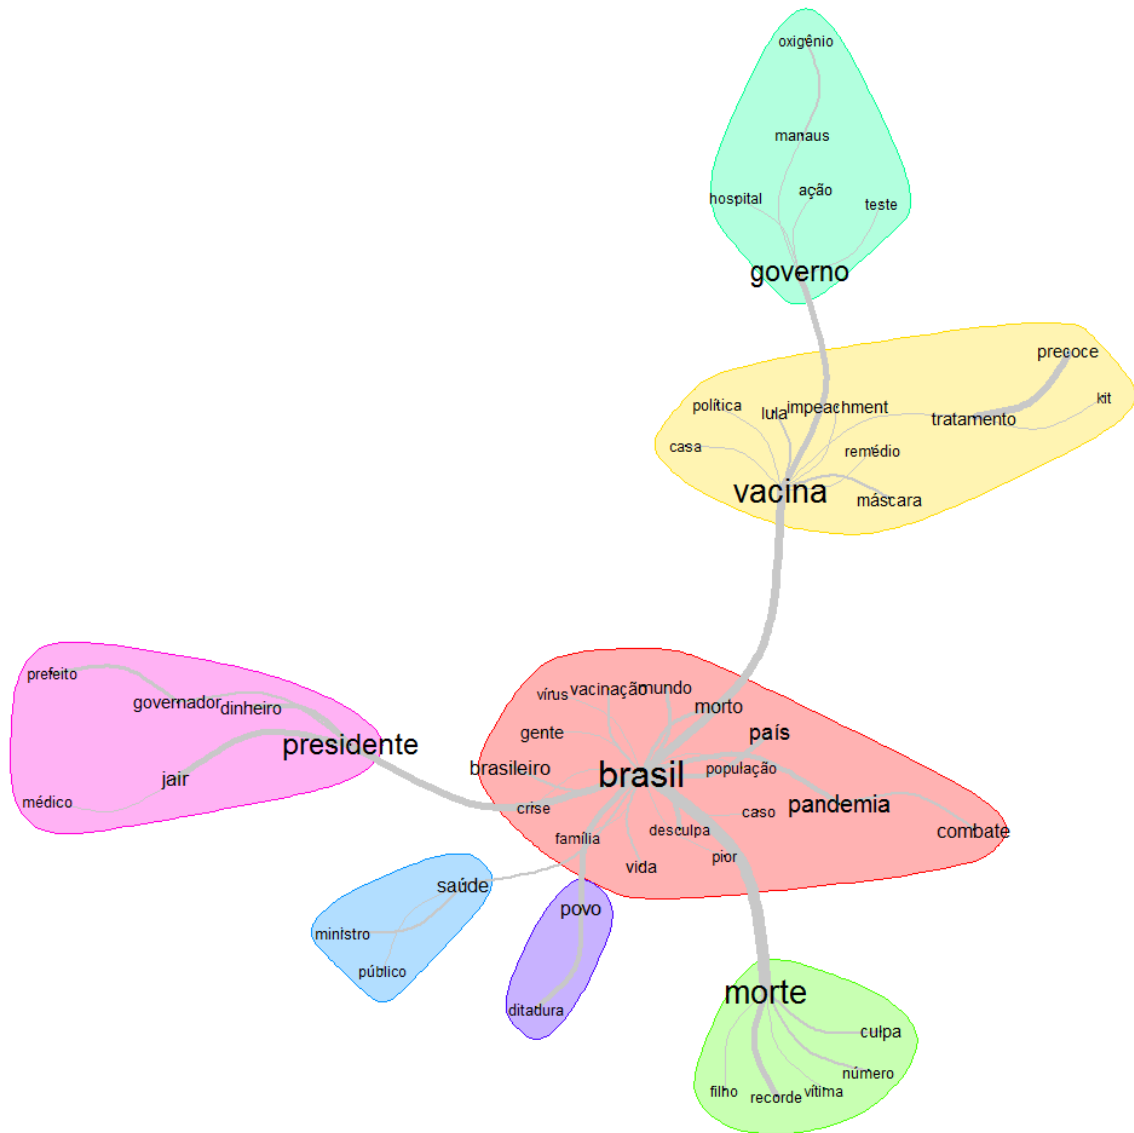 oxigênio
manaus
hospital
ação
teste
governo
precoce
política
lula
impeachment
tratamento
kit
casa
remédio
vacina
máscara
prefeito
governador
dinheiro
presidente
jair
médico
vírus
vacinação
mundo
morto
gente
país
brasileiro
brasil
população
crise
pandemia
caso
combate
família
desculpa
vida
pior
saúde
ministro
público
povo
ditadura
morte
culpa
número
filho
recorde
vítima